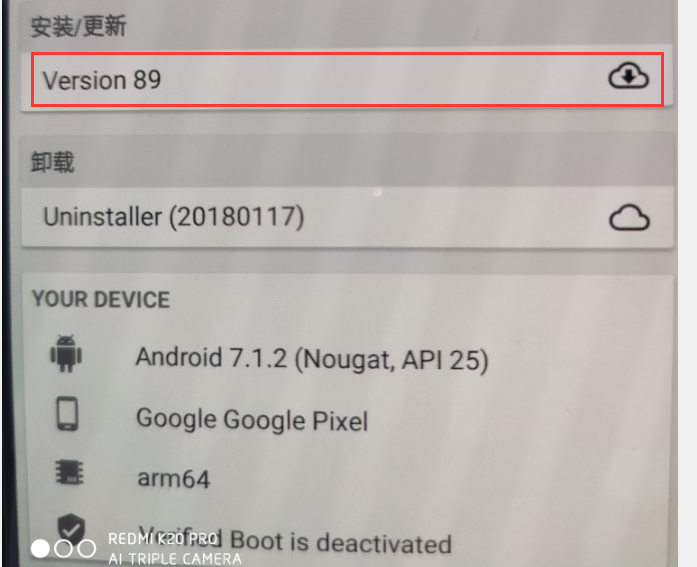 安装/更新
Version 89
卸载
Uninstaller (20180117)
YOUR DEVICE
Android 7.1.2 (Nougat, API 25)
Google Google Pixel
arm64
Verified Boot is deactivated
REDMI K20 PRO
AI TRIPLE CAMERA